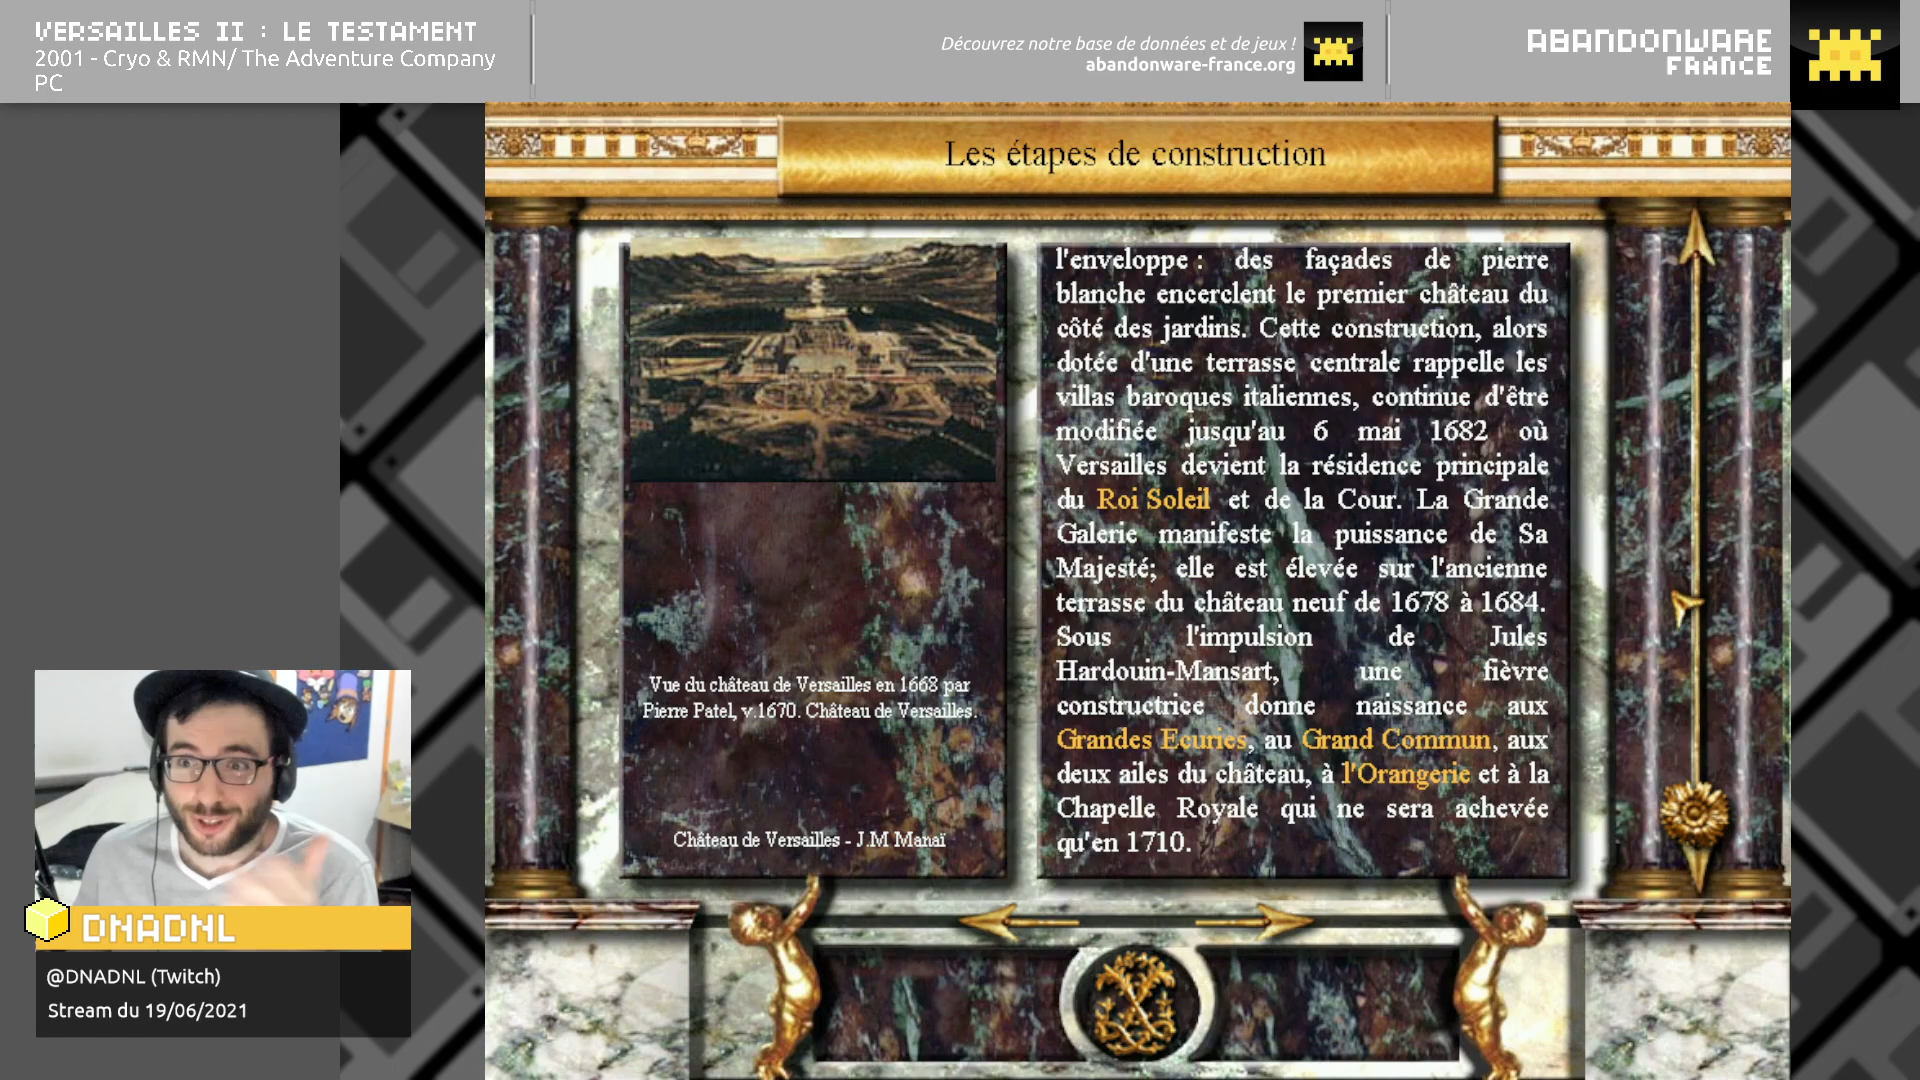 VERSAILLES II : LE TESTAMENT
2001 - Cryo & RMN/ The Adventure Company
PC
Découvrez notre base de données et de jeux !
abandonware-france.org
ABANDONWARE
FRANCE
Les étapes de construction
l'enveloppe : des façades de pierre
blanche encerclent le premier château du
côté des jardins. Cette construction, alors
dotée d'une terrasse centrale rappelle les
villas baroques italiennes, continue d'être
modifiée jusqu'au 6 mai 1682 où
Versailles devient la résidence principale
du Roi Soleil et de la Cour. La Grande
Galerie manifeste la puissance de Sa
Majesté; elle est élevée sur l'ancienne
terrasse du château neuf de 1678 à 1684.
Sous l'impulsion de Jules
Hardouin-Mansart, une fièvre
constructrice donne naissance aux
Grandes Ecuries, au Grand Commun, aux
deux ailes du château, à l'Orangerie et à la
Chapelle Royale qui ne sera achevée
qu'en 1710.
Vue du château de Versailles en 1668 par
Pierre Patel, v.1670. Château de Versailles.
Château de Versailles - J.M Manaï
DNADNL
@DNADNL (Twitch)
Stream du 19/06/2021